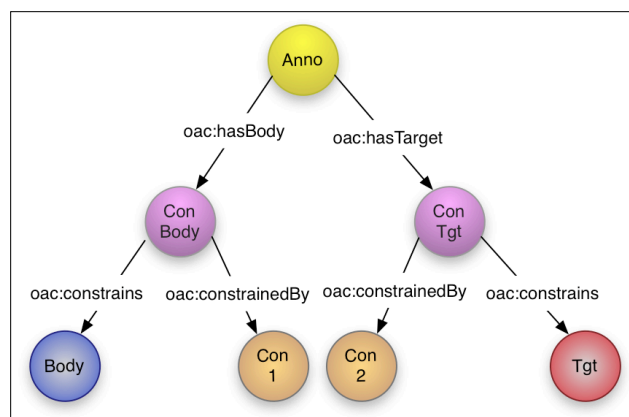 Anno
oac:hasBody
oac:hasTarget
Con
Body
Con
Tgt
oac:constrains
oac:constrainedBy
oac:constrainedBy
oac:constrains
Body
Con
1
Con
2
Tgt